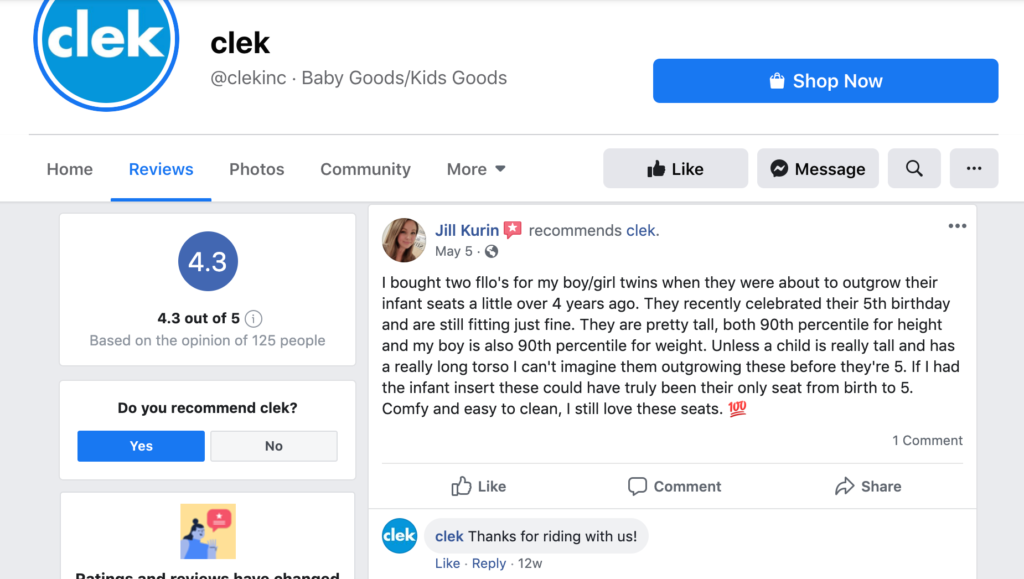 clek
clek
@clekinc · Baby Goods/Kids Goods
Shop Now
Home
Reviews
Photos
Community
More
Like
Message
4.3
4.3 out of 5
Based on the opinion of 125 people
Do you recommend clek?
Yes
No
Ratings and reviews have changed
Jill Kurin recommends clek.
May 5 ·
I bought two fllo's for my boy/girl twins when they were about to outgrow their
infant seats a little over 4 years ago. They recently celebrated their 5th birthday
and are still fitting just fine. They are pretty tall, both 90th percentile for height
and my boy is also 90th percentile for weight. Unless a child is really tall and has
a really long torso I can't imagine them outgrowing these before they're 5. If I had
the infant insert these could have truly been their only seat from birth to 5.
Comfy and easy to clean, I still love these seats. 💯
1 Comment
Like
Comment
Share
clek
clek Thanks for riding with us!
Like · Reply · 12w